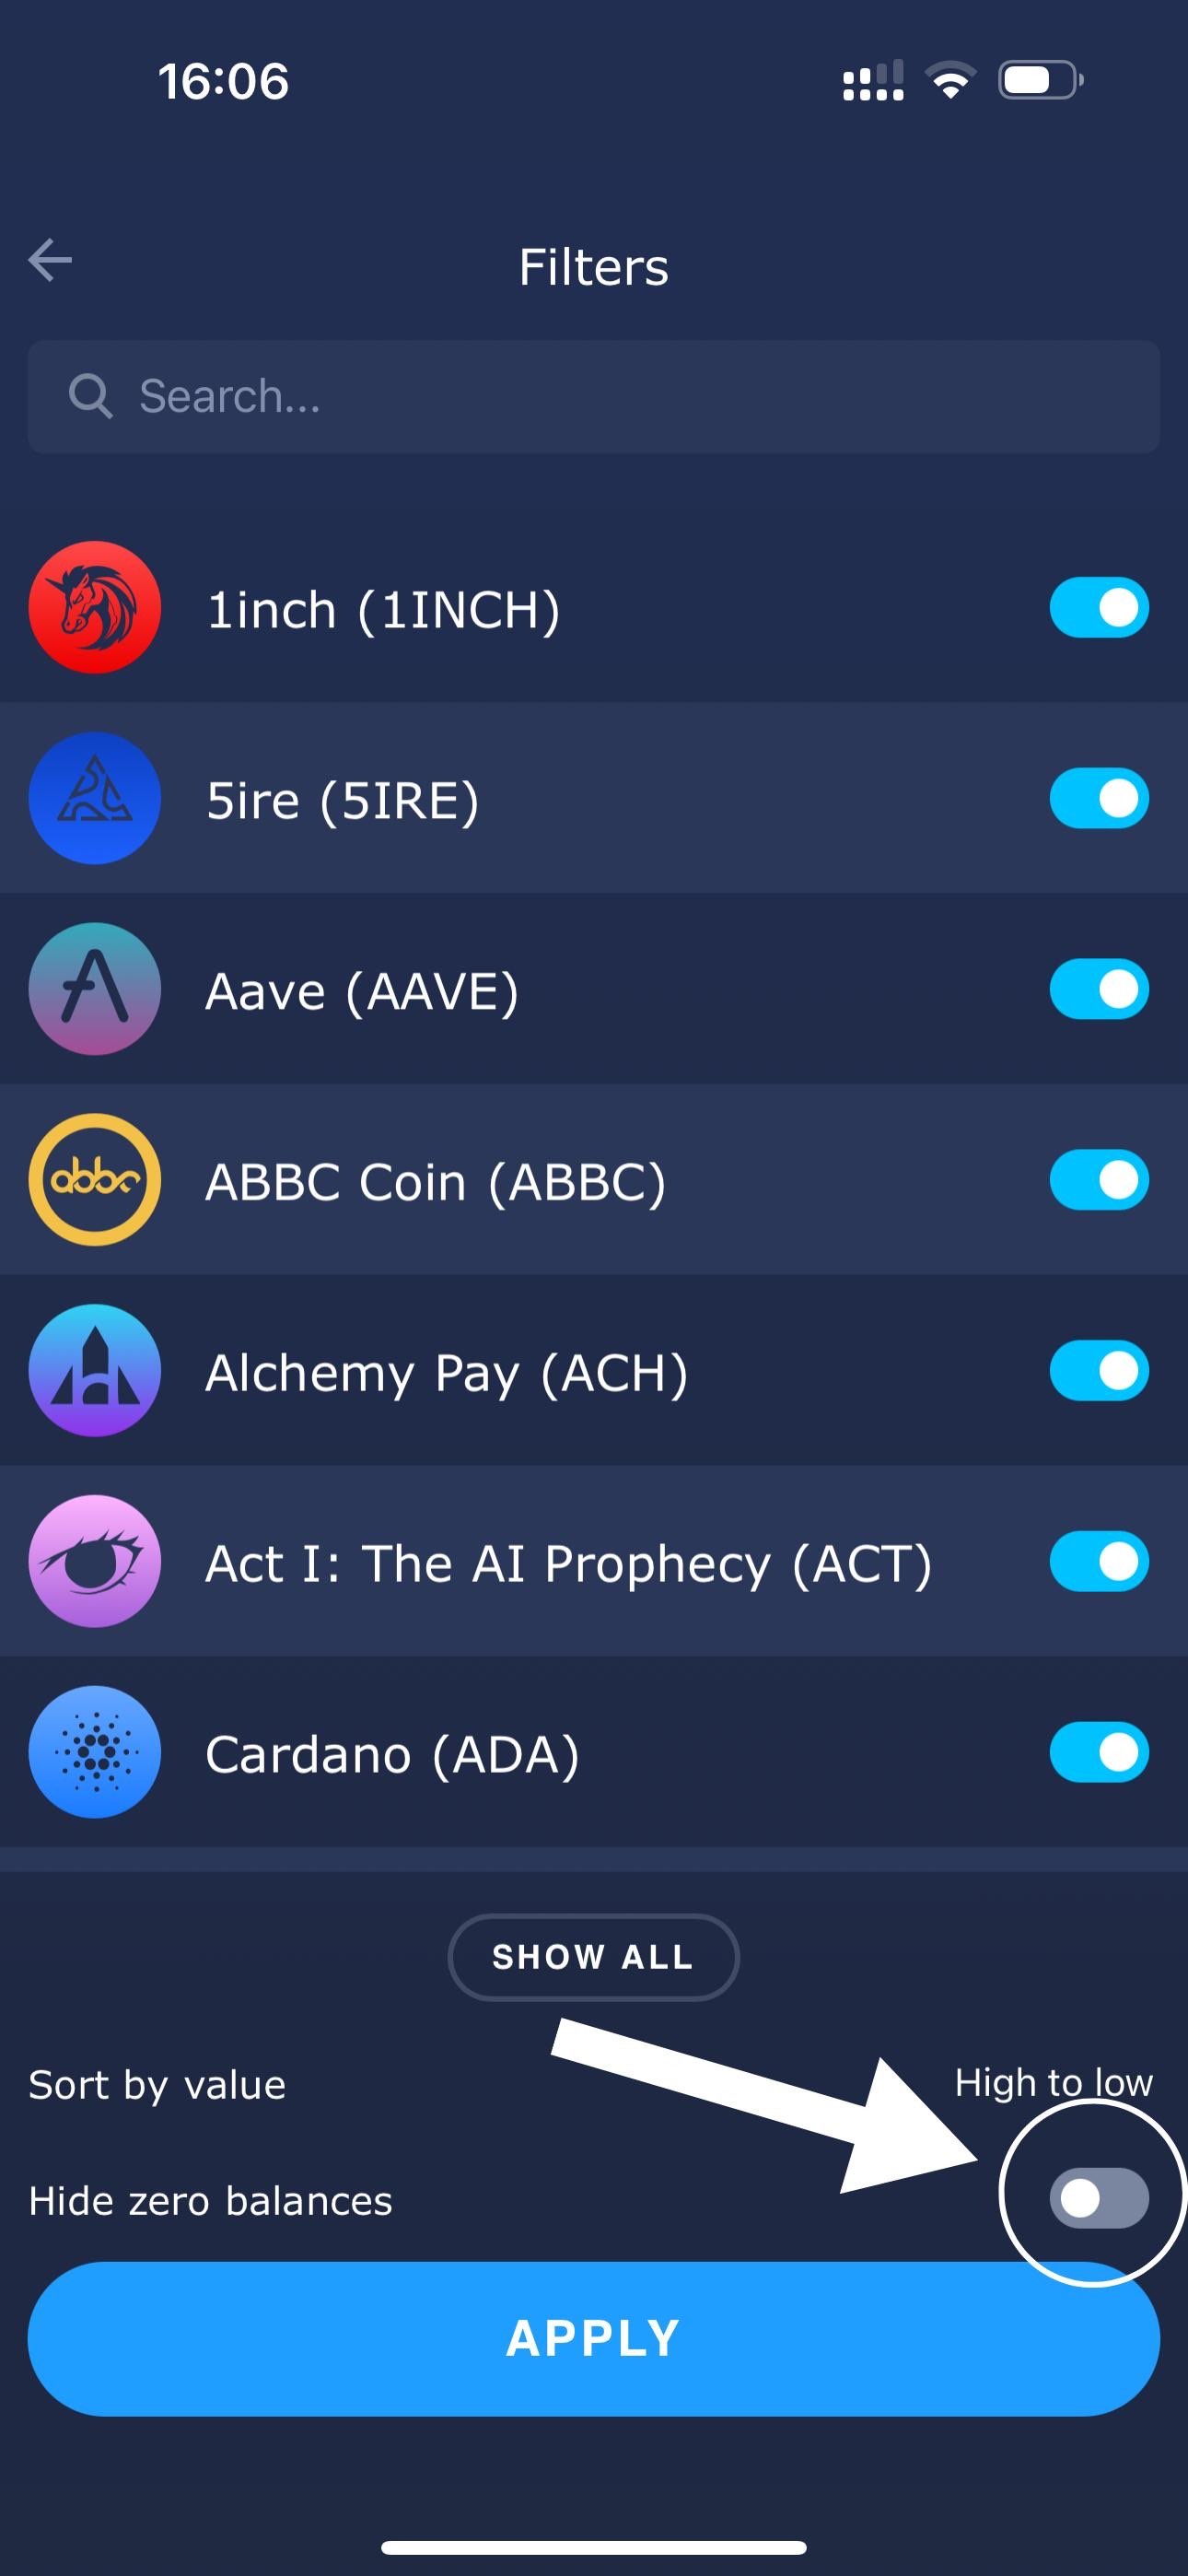 16:06
Filters
Search...
1inch (1INCH)
5ire (5IRE)
Aave (AAVE)
abbc
ABBC Coin (ABBC)
Alchemy Pay (ACH)
Act I: The AI Prophecy (ACT)
Cardano (ADA)
SHOW ALL
Sort by value
High to low
Hide zero balances
APPLY